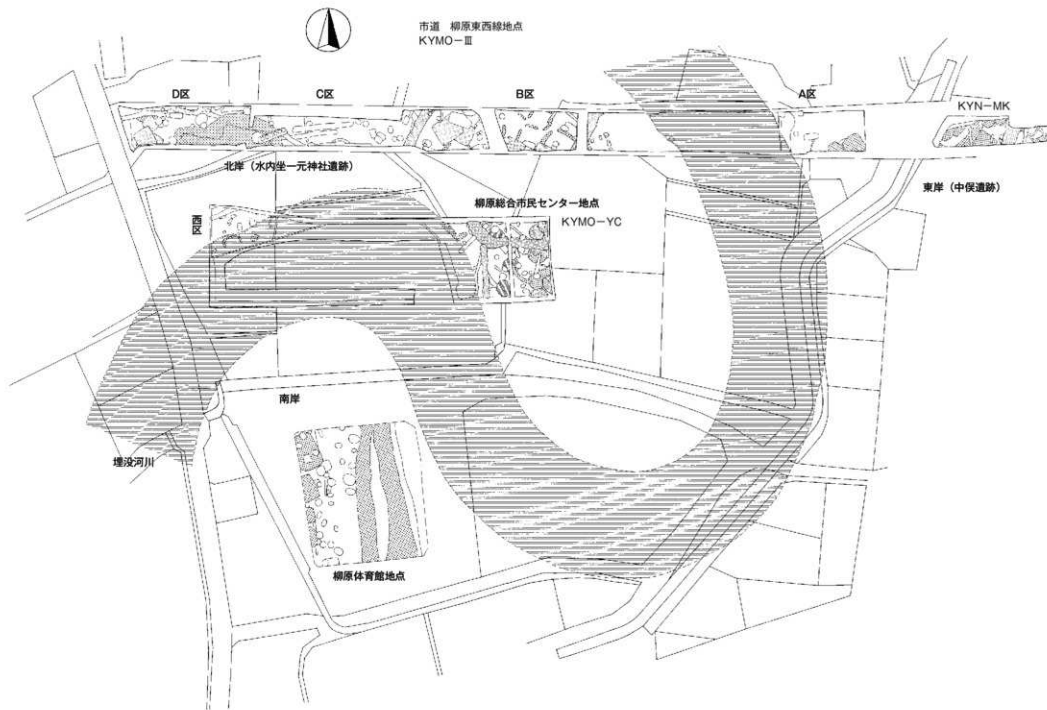 市道　柳原東西線地点
KYMO－Ⅲ
D区
C区
B区
A区
KYN－MK
北岸（水内坐一元神社遺跡）
東岸（中俣遺跡）
柳原総合市民センター地点
KYMO－YC
西区
南岸
埋没河川
柳原体育館地点